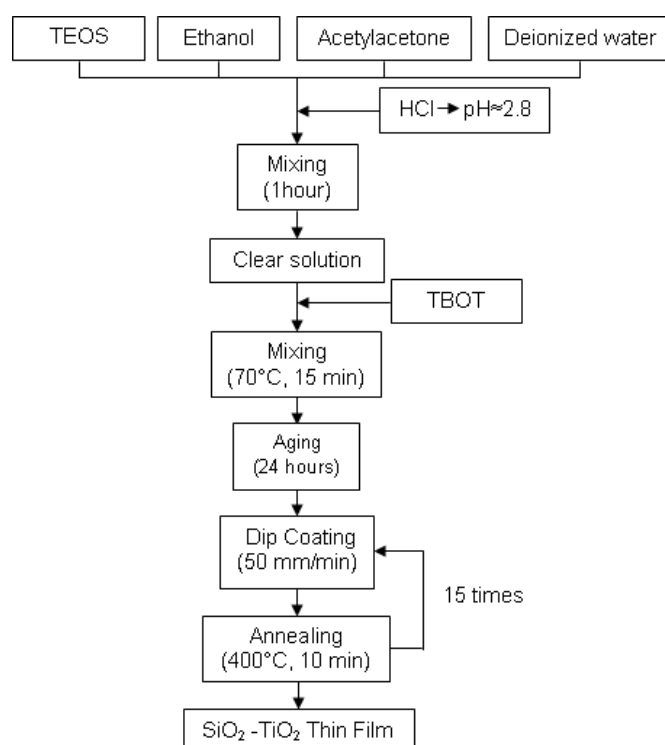 TEOS
Ethanol
Acetylacetone
Deionized water
HCl→pH≈2.8
Mixing
(1hour)
Clear solution
TBOT
Mixing
(70°C, 15 min)
Aging
(24 hours)
Dip Coating
(50 mm/min)
15 times
Annealing
(400°C, 10 min)
SiO₂ -TiO₂ Thin Film